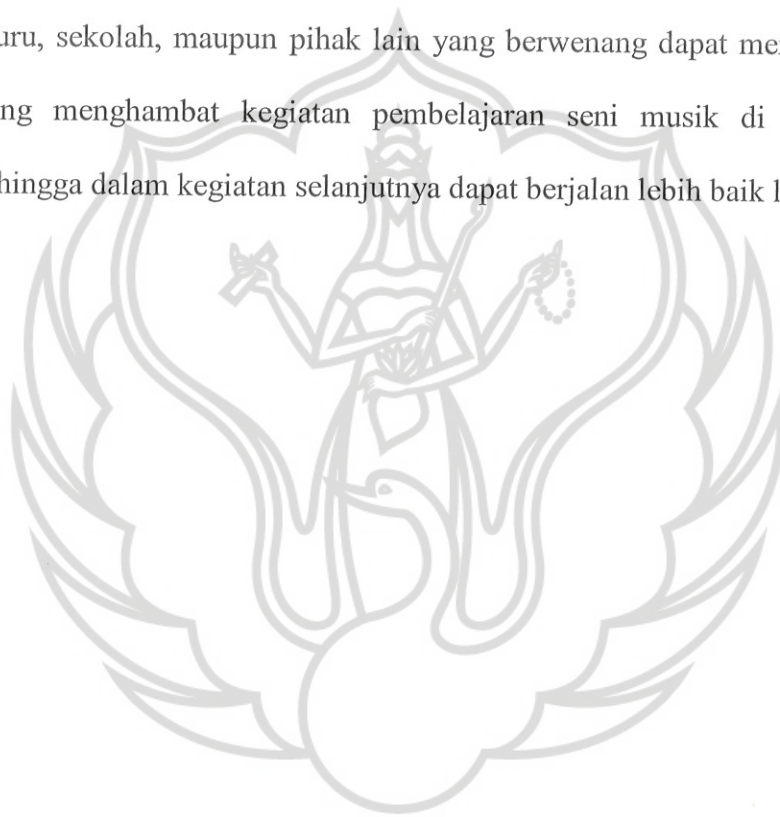 uru, sekolah, maupun pihak lain yang berwenang dapat me
ng menghambat kegiatan pembelajaran seni musik di
hingga dalam kegiatan selanjutnya dapat berjalan lebih baik l